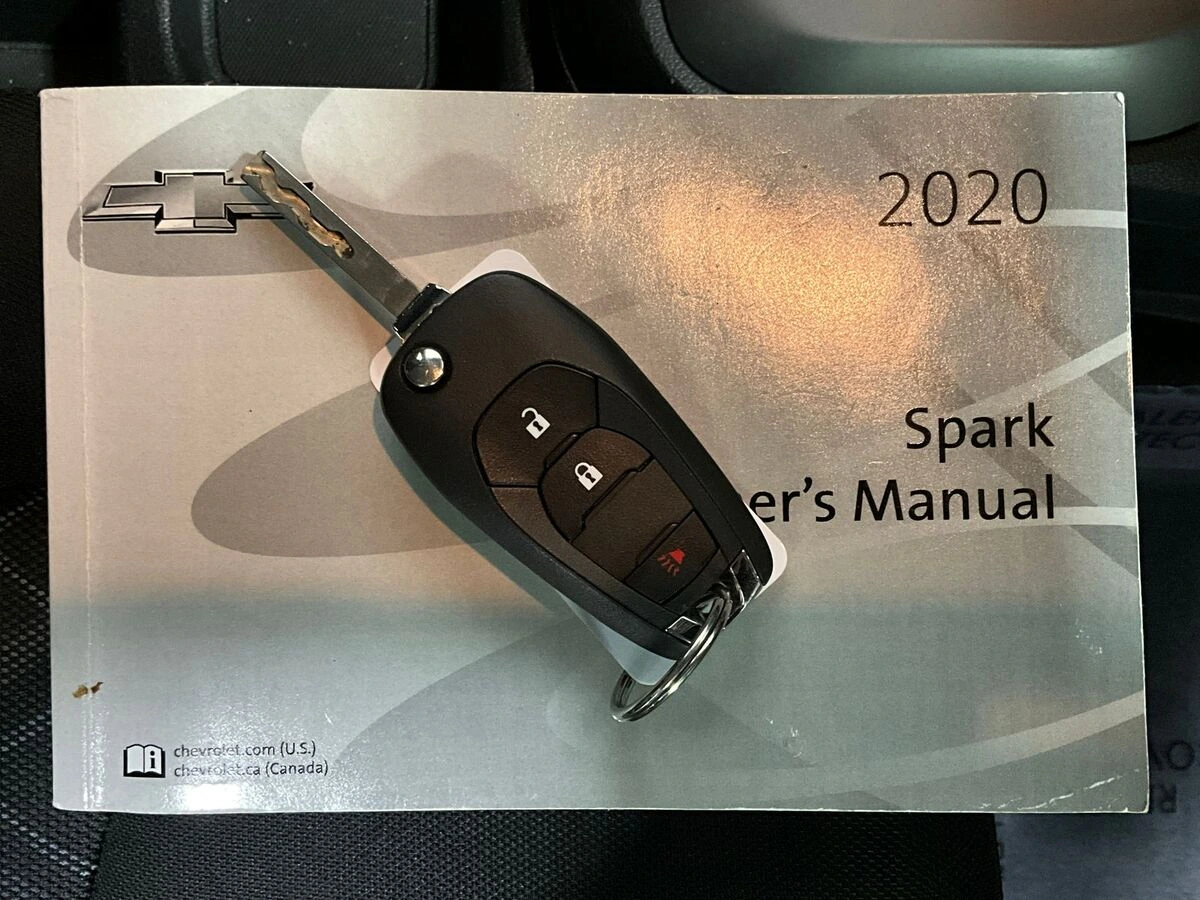 2020
Spark
er's Manual
chevrolet.com (U.S.)
chevrolet.ca (Canada)